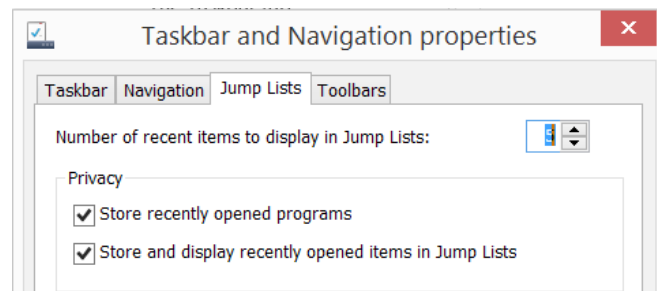 Taskbar and Navigation properties
Taskbar Navigation Jump Lists Toolbars
Number of recent items to display in Jump Lists:
Privacy
Store recently opened programs
Store and display recently opened items in Jump Lists